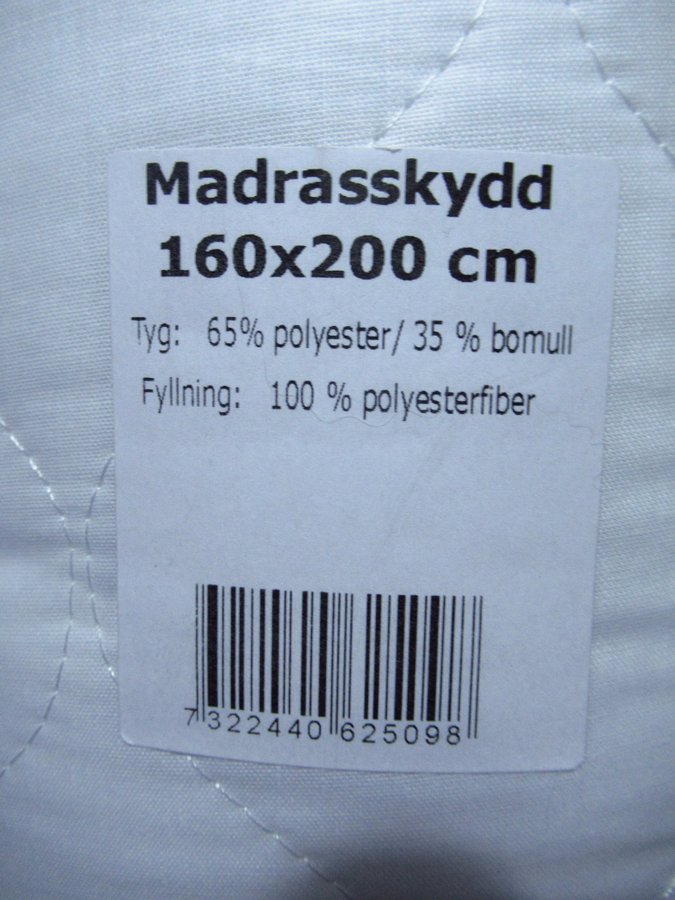 Madrasskydd
160x200 cm
Tyg: 65% polyester/ 35 % bomull
Fyllning: 100 % polyesterfiber
7 322440 625098